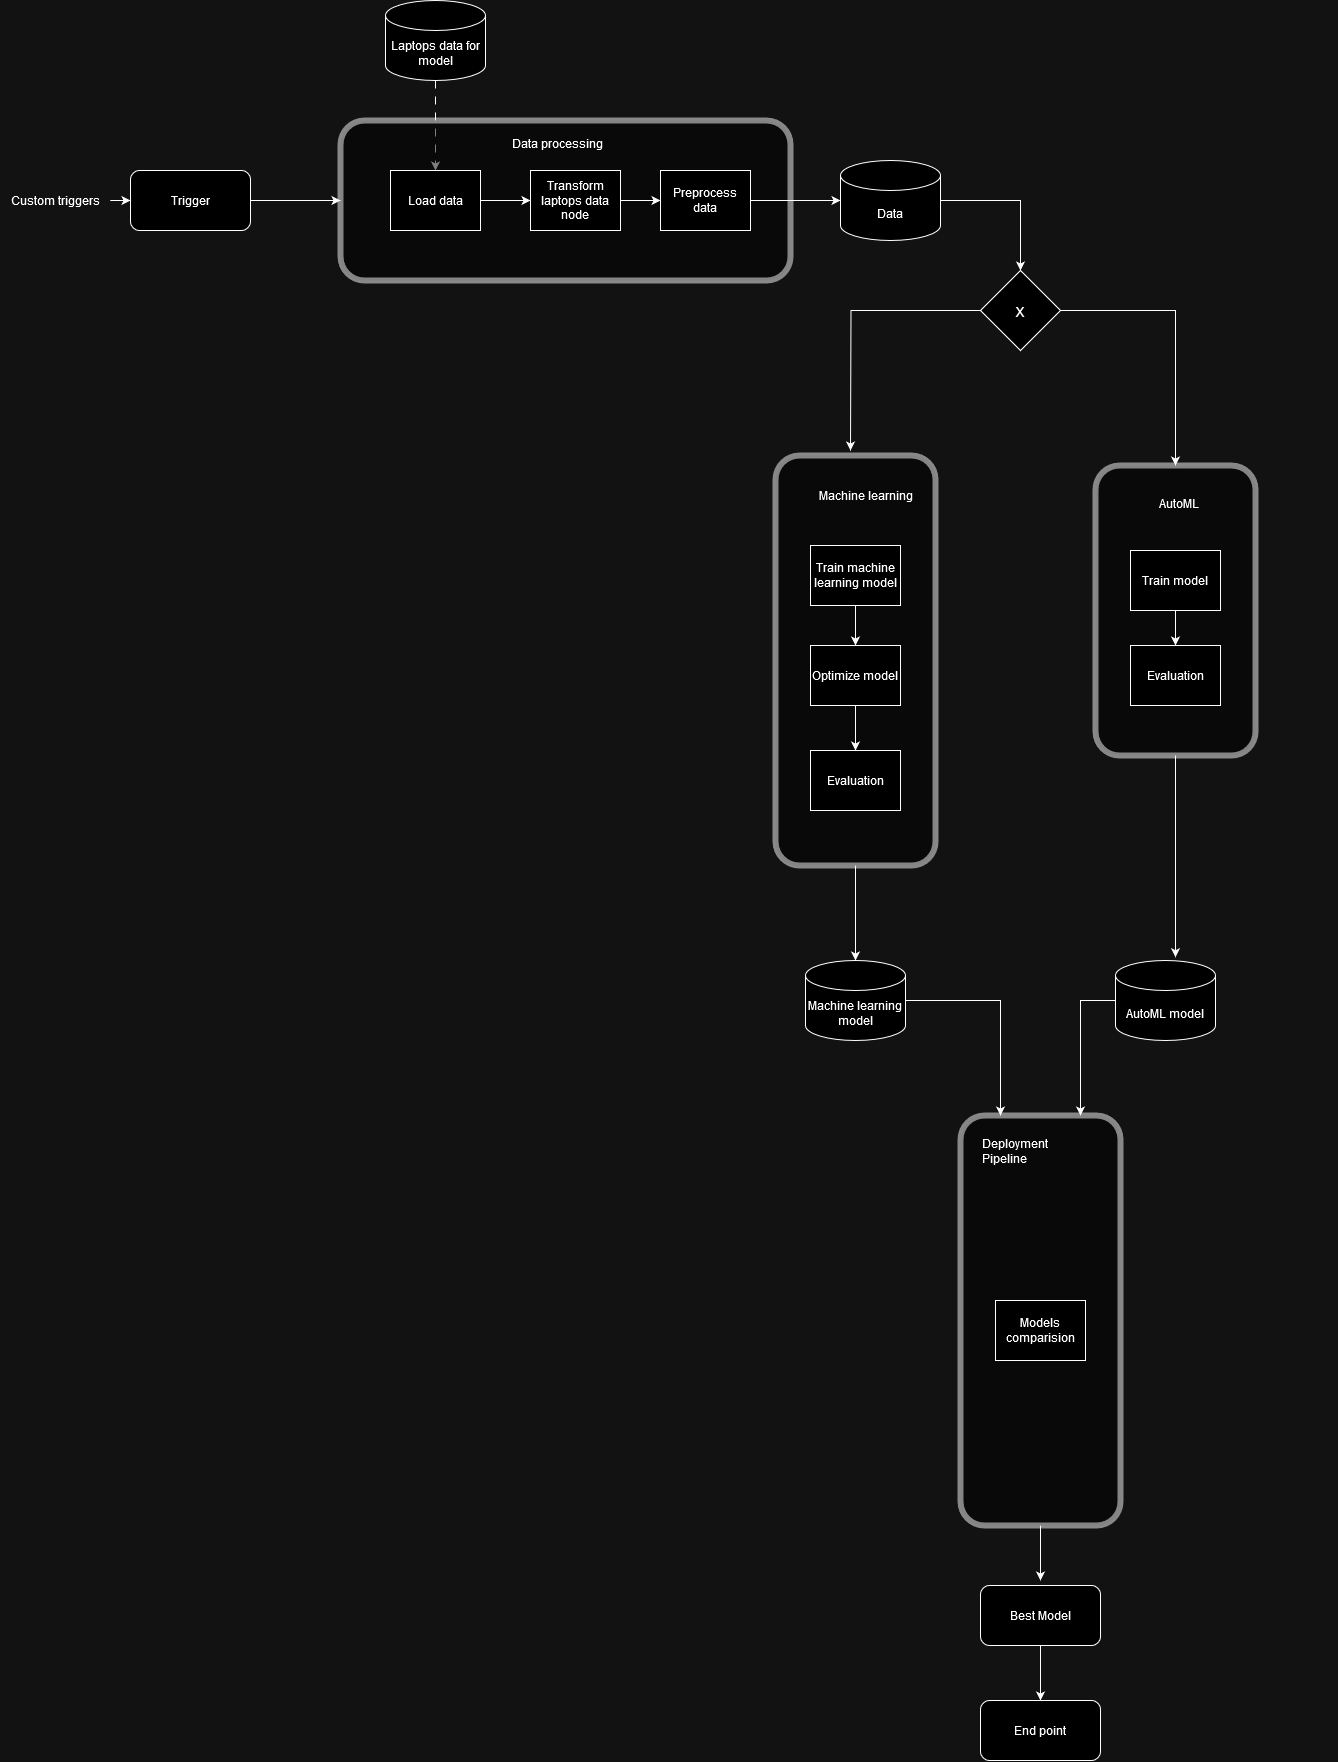 Laptops data for
model
Data processing
Custom triggers
Trigger
Load data
Transform
laptops data
node
Preprocess
data
Data
X
Machine learning
Train machine
learning model
Optimize model
Evaluation
AutoML
Train model
Evaluation
Machine learning
model
AutoML model
Deployment
Pipeline
Models
comparision
Best Model
End point